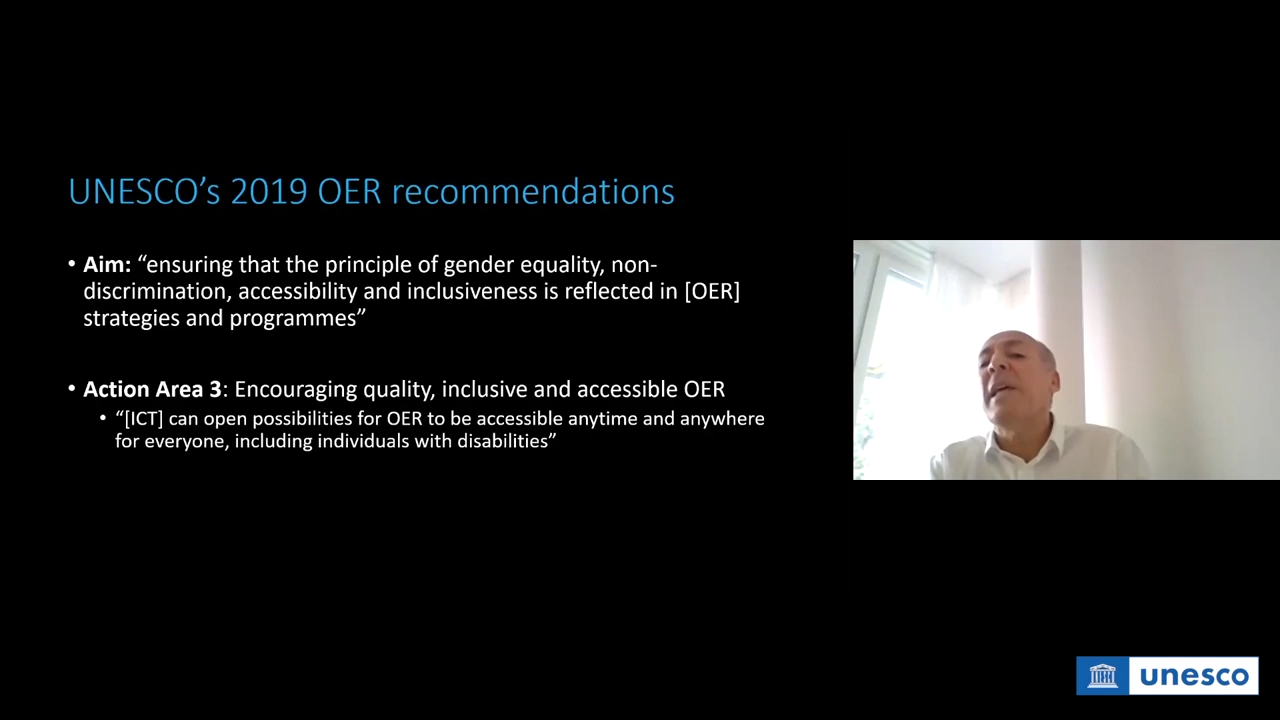 UNESCO’s 2019 OER recommendations
• Aim: “ensuring that the principle of gender equality, non-
discrimination, accessibility and inclusiveness is reflected in [OER]
strategies and programmes”
• Action Area 3: Encouraging quality, inclusive and accessible OER
• “[ICT] can open possibilities for OER to be accessible anytime and anywhere
for everyone, including individuals with disabilities”
unesco